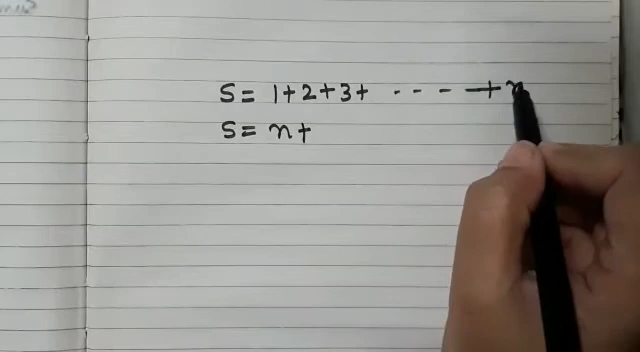 S = 1+2+3+ - - - - +n
S = n+